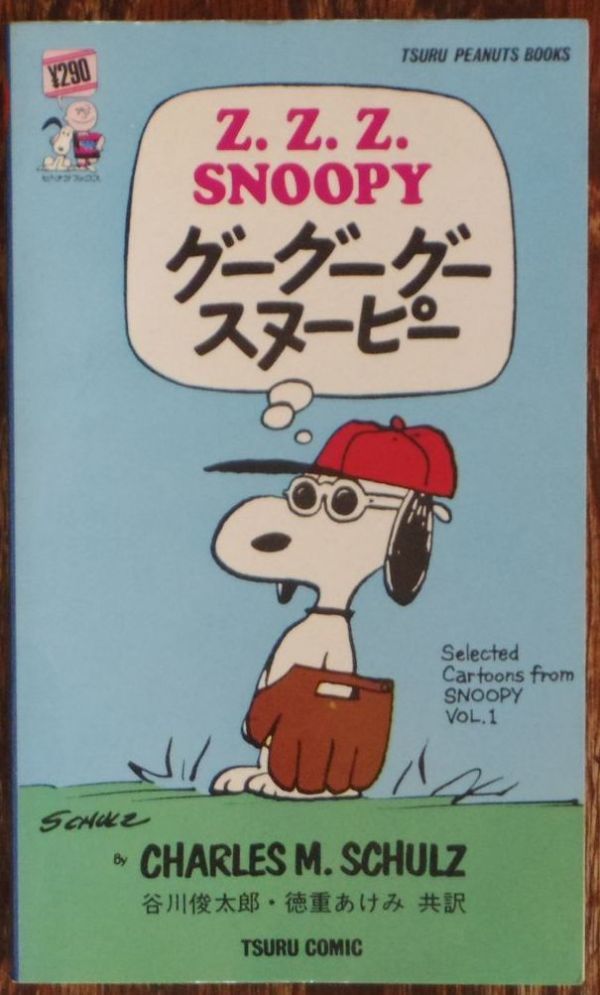 ¥290
TSURU PEANUTS BOOKS
Z. Z. Z.
SNOOPY
グーグーグー
スヌーピー
Selected
Cartoons from
SNOOPY
VOL.1
SCHULZ
By CHARLES M. SCHULZ
谷川俊太郎・徳重あけみ 共訳
TSURU COMIC